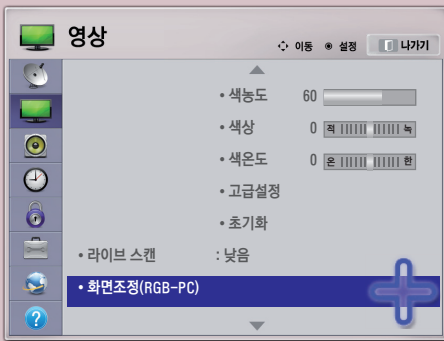 영상
이동 설정 나가기
• 색농도 60
• 색상 0 적 녹
• 색온도 0 온 한
• 고급설정
• 초기화
• 라이브 스캔 : 낮음
• 화면조정(RGB-PC)
?